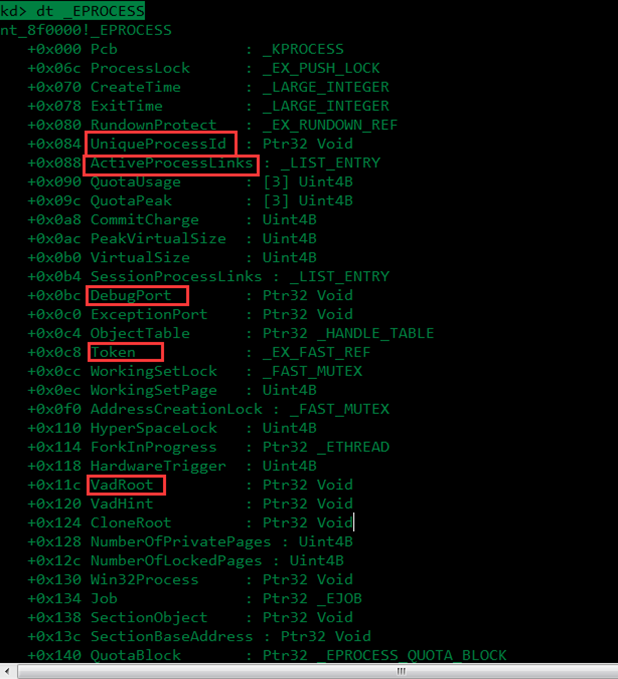 kd> dt _EPROCESS
nt_8f0000!_EPROCESS
+0x000 Pcb : _KPROCESS
+0x06c ProcessLock : _EX_PUSH_LOCK
+0x070 CreateTime : _LARGE_INTEGER
+0x078 ExitTime : _LARGE_INTEGER
+0x080 RundownProtect : _EX_RUNDOWN_REF
+0x084 UniqueProcessId : Ptr32 Void
+0x088 ActiveProcessLinks : _LIST_ENTRY
+0x090 QuotaUsage : [3] Uint4B
+0x09c QuotaPeak : [3] Uint4B
+0x0a8 CommitCharge : Uint4B
+0x0ac PeakVirtualSize : Uint4B
+0x0b0 VirtualSize : Uint4B
+0x0b4 SessionProcessLinks : _LIST_ENTRY
+0x0bc DebugPort : Ptr32 Void
+0x0c0 ExceptionPort : Ptr32 Void
+0x0c4 ObjectTable : Ptr32 _HANDLE_TABLE
+0x0c8 Token : _EX_FAST_REF
+0x0cc WorkingSetLock : _FAST_MUTEX
+0x0ec WorkingSetPage : Uint4B
+0x0f0 AddressCreationLock : _FAST_MUTEX
+0x110 HyperSpaceLock : Uint4B
+0x114 ForkInProgress : Ptr32 _ETHREAD
+0x118 HardwareTrigger : Uint4B
+0x11c VadRoot : Ptr32 Void
+0x120 VadHint : Ptr32 Void
+0x124 CloneRoot : Ptr32 Void
+0x128 NumberOfPrivatePages : Uint4B
+0x12c NumberOfLockedPages : Uint4B
+0x130 Win32Process : Ptr32 Void
+0x134 Job : Ptr32 _EJOB
+0x138 SectionObject : Ptr32 Void
+0x13c SectionBaseAddress : Ptr32 Void
+0x140 QuotaBlock : Ptr32 _EPROCESS_QUOTA_BLOCK